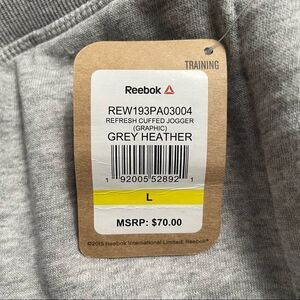 TRAINING
Reebok
REW193PA03004
REFRESH CUFFED JOGGER
(GRAPHIC)
GREY HEATHER
1 92005 52892 1
L
MSRP: $70.00
©2015 Reebok International Limited. Reebok®